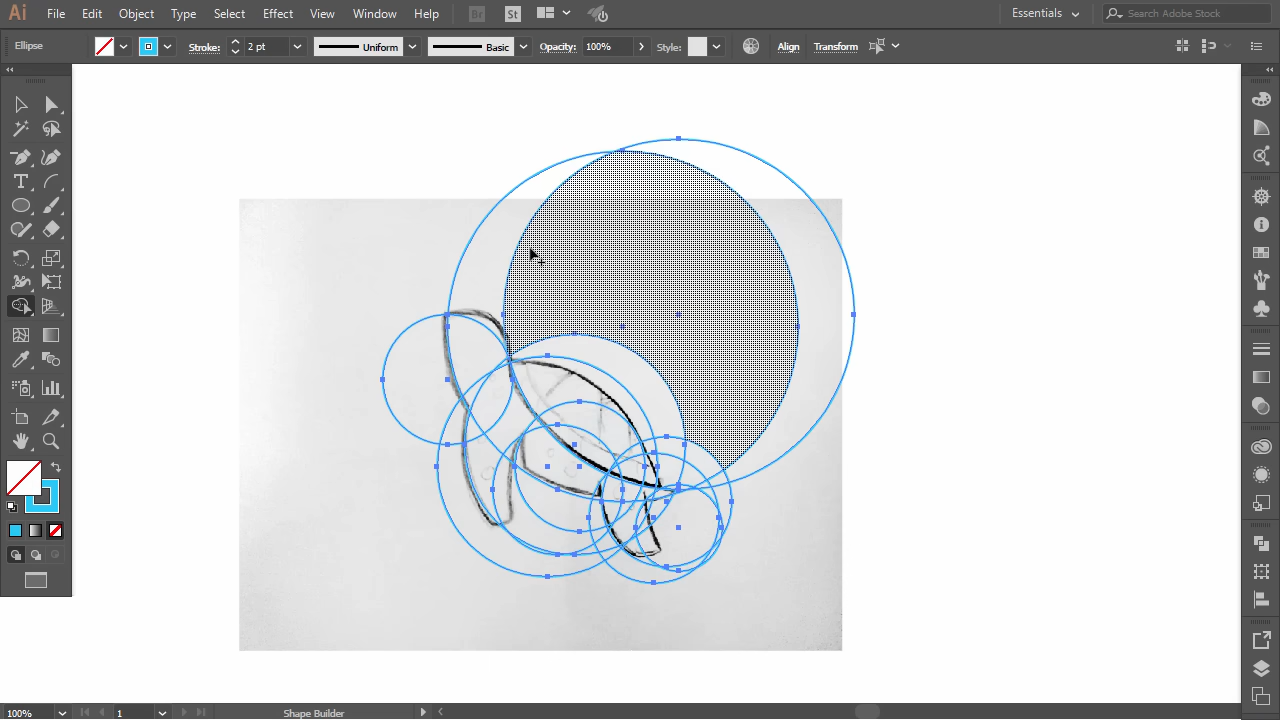 Ai File Edit Object Type Select Effect View Window Help Br St Essentials Search Adobe Stock
Ellipse Stroke: 2 pt Uniform Basic Opacity: 100% Style: Align Transform
100% 1 Shape Builder